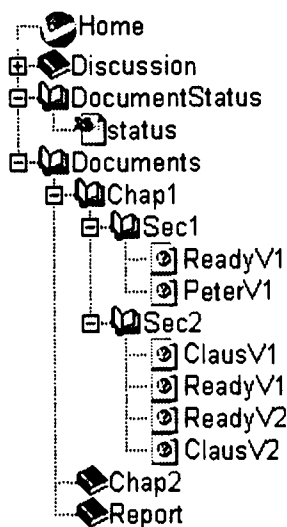 Home
Discussion
DocumentStatus
status
Documents
Chap1
Sec1
ReadyV1
PeterV1
Sec2
ClausV1
ReadyV1
ReadyV2
ClausV2
Chap2
Report